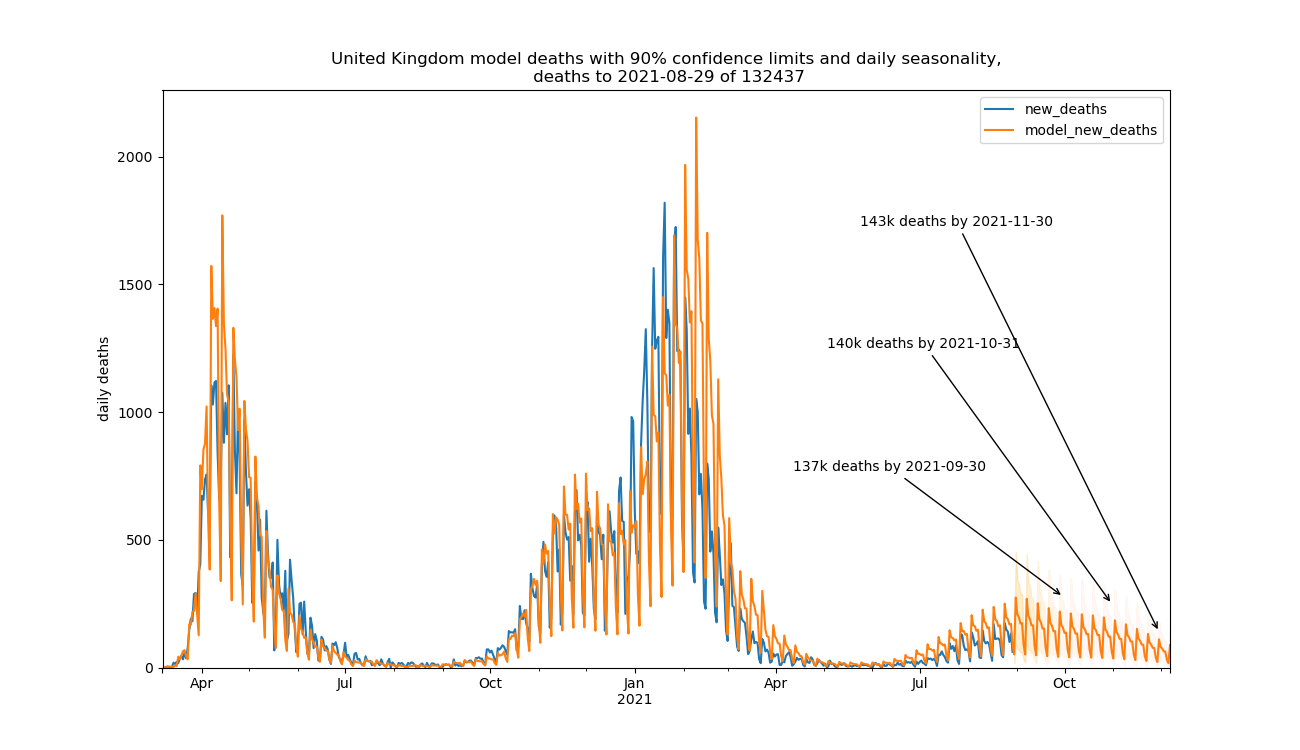 United Kingdom model deaths with 90% confidence limits and daily seasonality,
deaths to 2021-08-29 of 132437
new_deaths
model_new_deaths
2000
1500
1000
500
0
daily deaths
143k deaths by 2021-11-30
140k deaths by 2021-10-31
137k deaths by 2021-09-30
Apr Jul Oct Jan Apr Jul Oct
2021